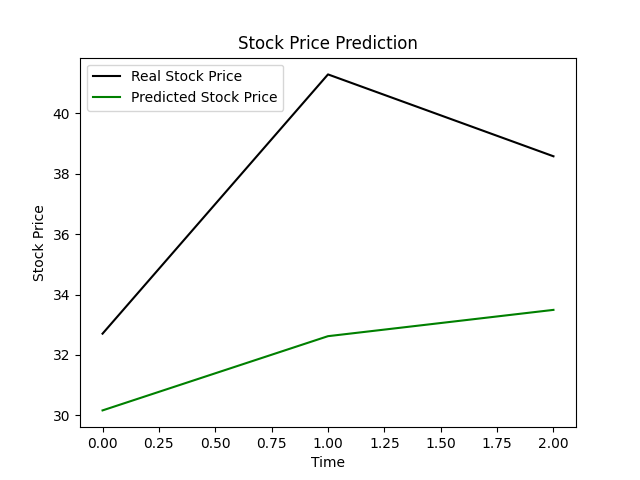 Stock Price Prediction
Real Stock Price
Predicted Stock Price
Stock Price
40
38
36
34
32
30
0.00 0.25 0.50 0.75 1.00 1.25 1.50 1.75 2.00
Time